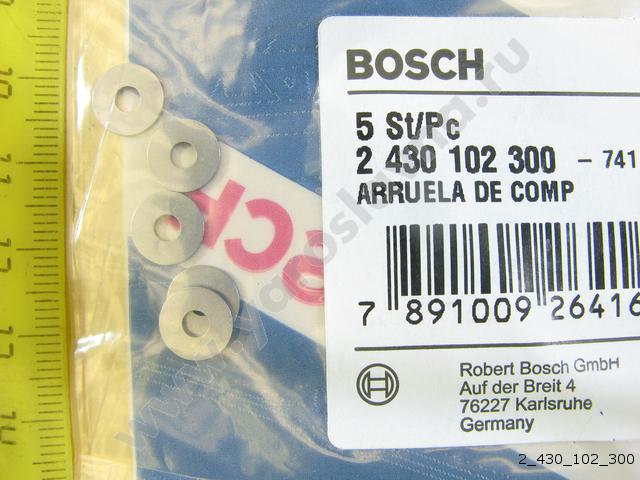 BOSCH
5 St/Pc
2 430 102 300 - 741
ARRUELA DE COMP
7 891009 26416
Robert Bosch GmbH
Auf der Breit 4
76227 Karlsruhe
Germany
2_430_102_300